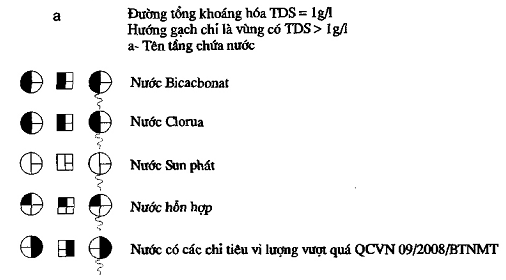 a
Đường tổng khoáng hóa TDS = 1g/l
Hướng gạch chỉ là vùng có TDS > 1g/l
a- Tên tầng chứa nước
Nước Bicacbonat
Nước Clorua
Nước Sun phát
Nước hỗn hợp
Nước có các chỉ tiêu vi lượng vượt quá QCVN 09/2008/BTNMT